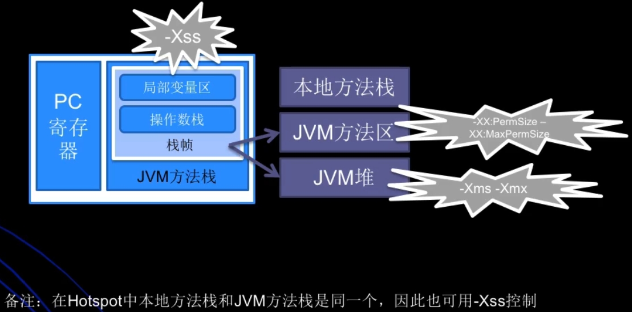 -Xss
PC
寄存
器
局部变量区
操作数栈
栈帧
JVM方法栈
本地方法栈
JVM方法区
-XX:PermSize –
XX:MaxPermSize
JVM堆
-Xms -Xmx
备注：在Hotspot中本地方法栈和JVM方法栈是同一个，因此也可用-Xss控制